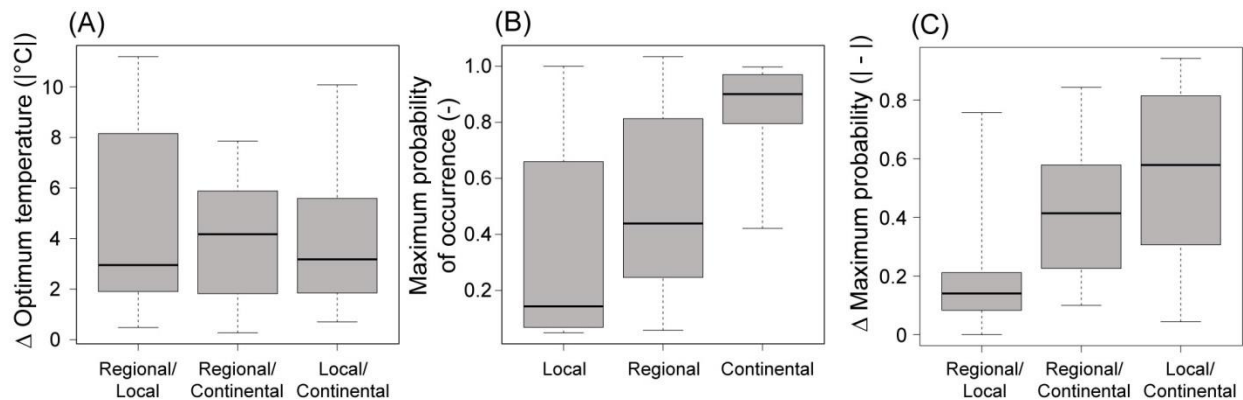 (A)
Δ Optimum temperature (|°C|)
10
8
6
4
2
0
Regional/
Local
Regional/
Continental
Local/
Continental
(B)
Maximum probability
of occurrence (-)
1.0
0.8
0.6
0.4
0.2
Local
Regional
Continental
(C)
Δ Maximum probability (| - |)
0.8
0.6
0.4
0.2
0
Regional/
Local
Regional/
Continental
Local/
Continental